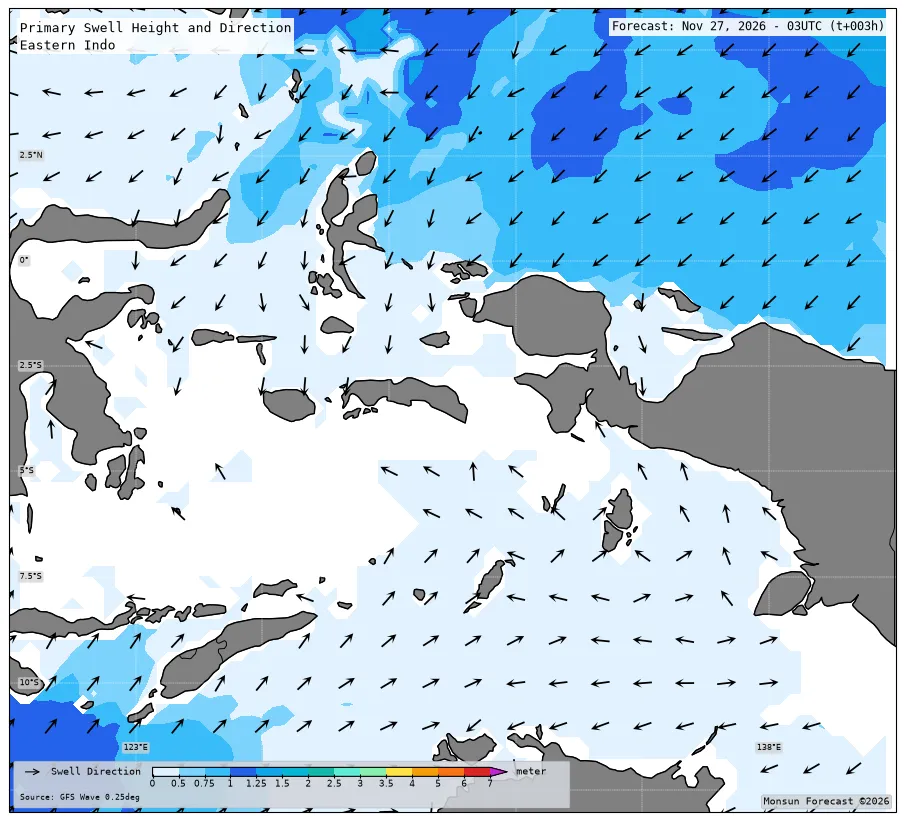 Primary Swell Height and Direction
Eastern Indo
Forecast: Nov 27, 2026 - 03UTC (t+003h)
2.5°N
0°
2.5°S
5°S
7.5°S
10°S
123°E
138°E
Swell Direction
meter
0 0.5 0.75 1 1.25 1.5 2 2.5 3 3.5 4 5 6 7
Source: GFS Wave 0.25deg
Monsun Forecast ©2026